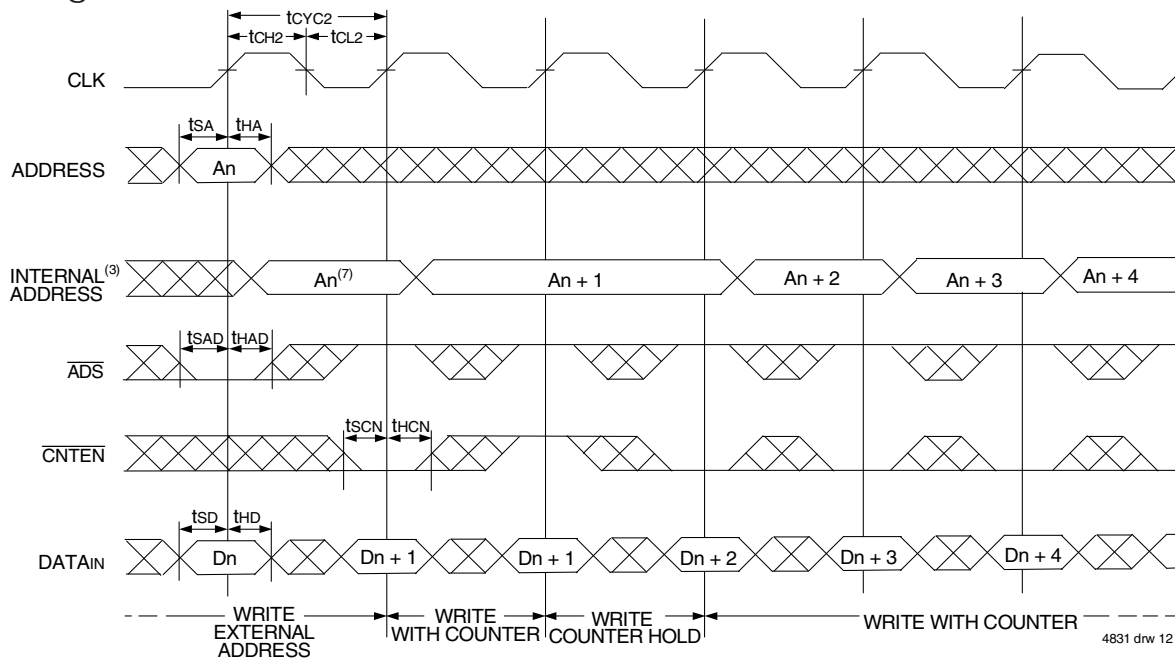 tCYC2
tCH2 tCL2
CLK
tSA tHA
ADDRESS An
INTERNAL(3)
ADDRESS
An(7) An + 1 An + 2 An + 3 An + 4
tSAD tHAD
ADS
tSCN tHCN
CNTEN
tSD tHD
DATAIN Dn Dn + 1 Dn + 1 Dn + 2 Dn + 3 Dn + 4
WRITE
EXTERNAL
ADDRESS
WRITE
WITH COUNTER
WRITE
COUNTER HOLD
WRITE WITH COUNTER
4831 drw 12